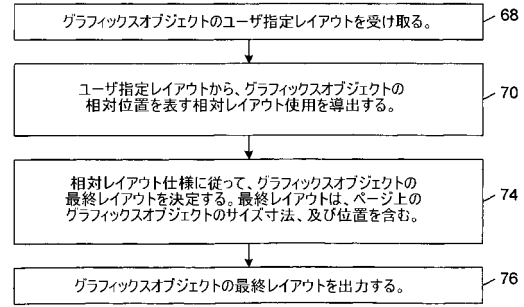 グラフィックスオブジェクトのユーザ指定レイアウトを受け取る。
68
ユーザ指定レイアウトから、グラフィックスオブジェクトの
相対位置を表す相対レイアウト使用を導出する。
70
相対レイアウト仕様に従って、グラフィックスオブジェクトの
最終レイアウトを決定する。最終レイアウトは、ページ上の
グラフィックスオブジェクトのサイズ寸法、及び位置を含む。
74
グラフィックスオブジェクトの最終レイアウトを出力する。
76